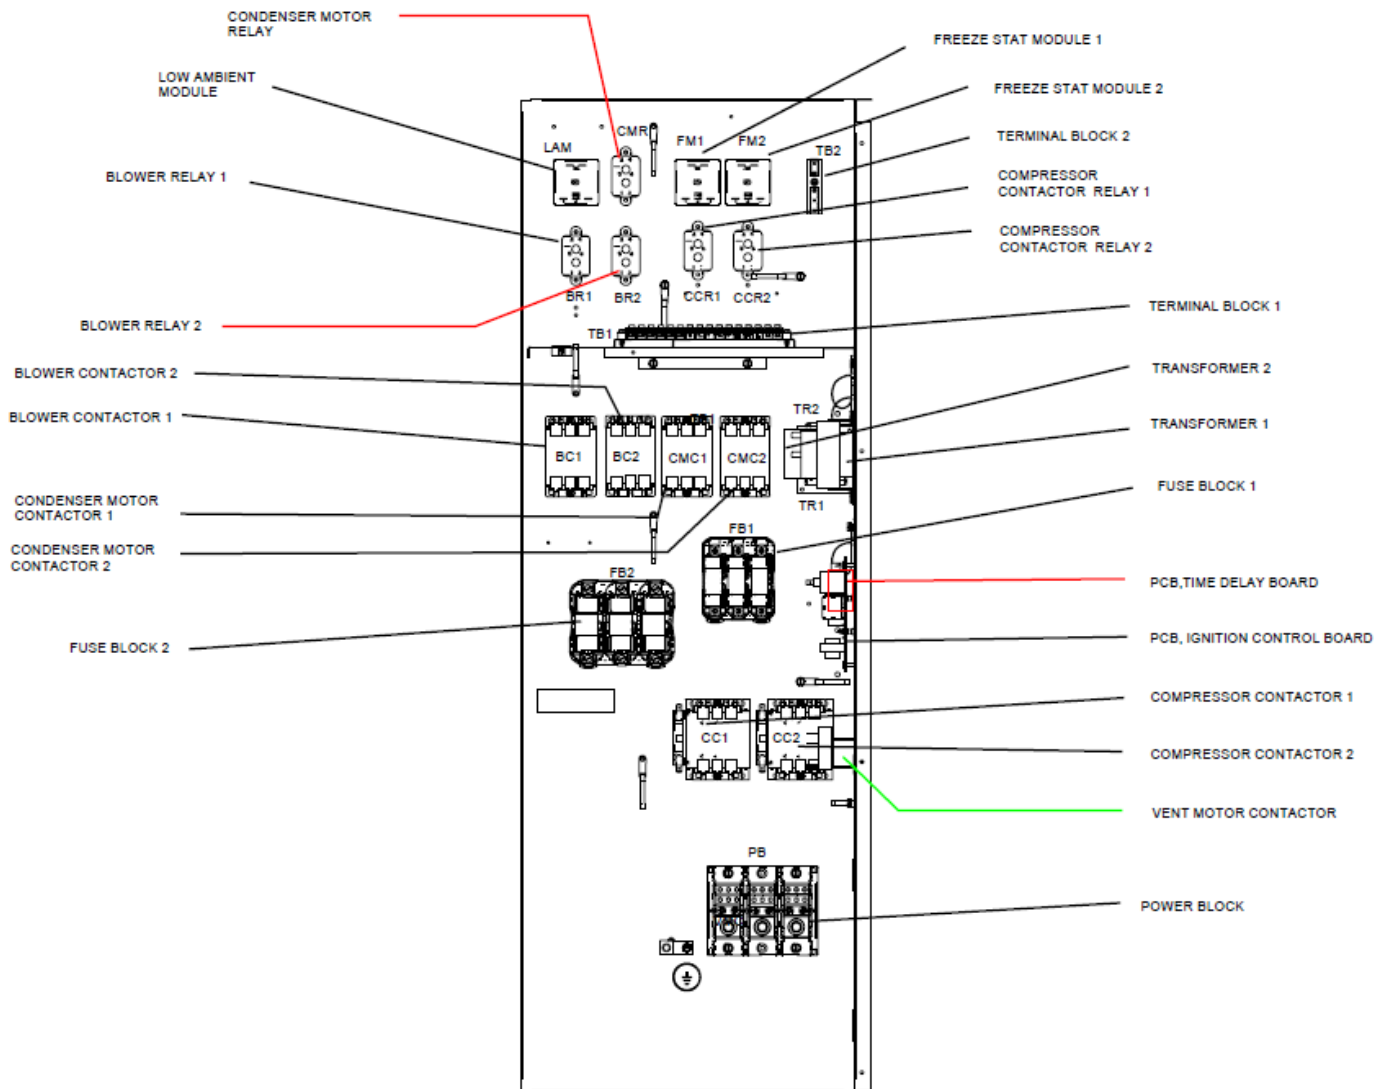 CONDENSER MOTOR
RELAY
FREEZE STAT MODULE 1
LOW AMBIENT
MODULE
FREEZE STAT MODULE 2
CMR
TERMINAL BLOCK 2
LAM
FM1
FM2
TB2
BLOWER RELAY 1
COMPRESSOR
CONTACTOR RELAY 1
COMPRESSOR
CONTACTOR RELAY 2
BR1
BR2
CCR1
CCR2
TERMINAL BLOCK 1
BLOWER RELAY 2
TB1
BLOWER CONTACTOR 2
TRANSFORMER 2
BLOWER CONTACTOR 1
TR2
TRANSFORMER 1
BC1
BC2
CMC1
CMC2
FUSE BLOCK 1
CONDENSER MOTOR
CONTACTOR 1
TR1
FB1
CONDENSER MOTOR
CONTACTOR 2
FB2
PCB,TIME DELAY BOARD
FUSE BLOCK 2
PCB, IGNITION CONTROL BOARD
COMPRESSOR CONTACTOR 1
CC1
CC2
COMPRESSOR CONTACTOR 2
VENT MOTOR CONTACTOR
PB
POWER BLOCK